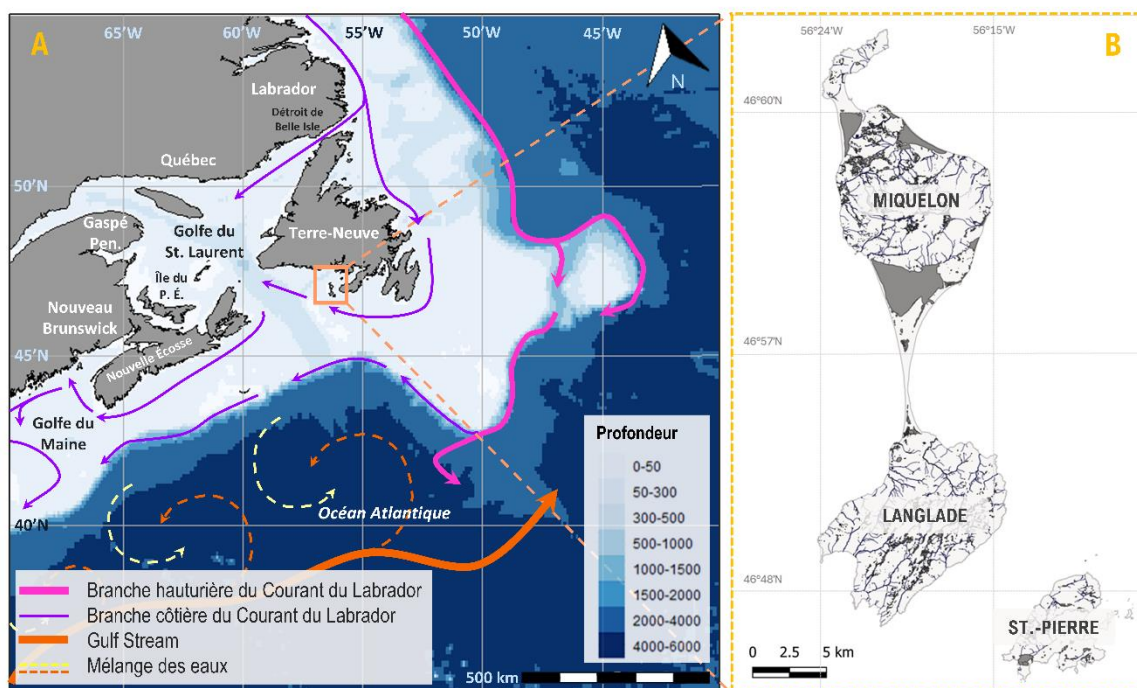 A
65'W
60'W
55'W
50'W
45'W
N
Labrador
Détroit de
Belle Isle
Québec
50'N
Gaspé
Pen.
Golfe du
St. Laurent
Terre-Neuve
Île du
P. É.
Nouveau
Brunswick
Nouvelle Écosse
45'N
Golfe du
Maine
Océan Atlantique
40'N
Profondeur
0-50
50-300
300-500
500-1000
1000-1500
1500-2000
2000-4000
4000-6000
Branche hauturière du Courant du Labrador
Branche côtière du Courant du Labrador
Gulf Stream
Mélange des eaux
500 km
B
56°24'W
56°15'W
46°60'N
MIQUELON
46°57'N
LANGLADE
46°48'N
ST.-PIERRE
0 2.5 5 km